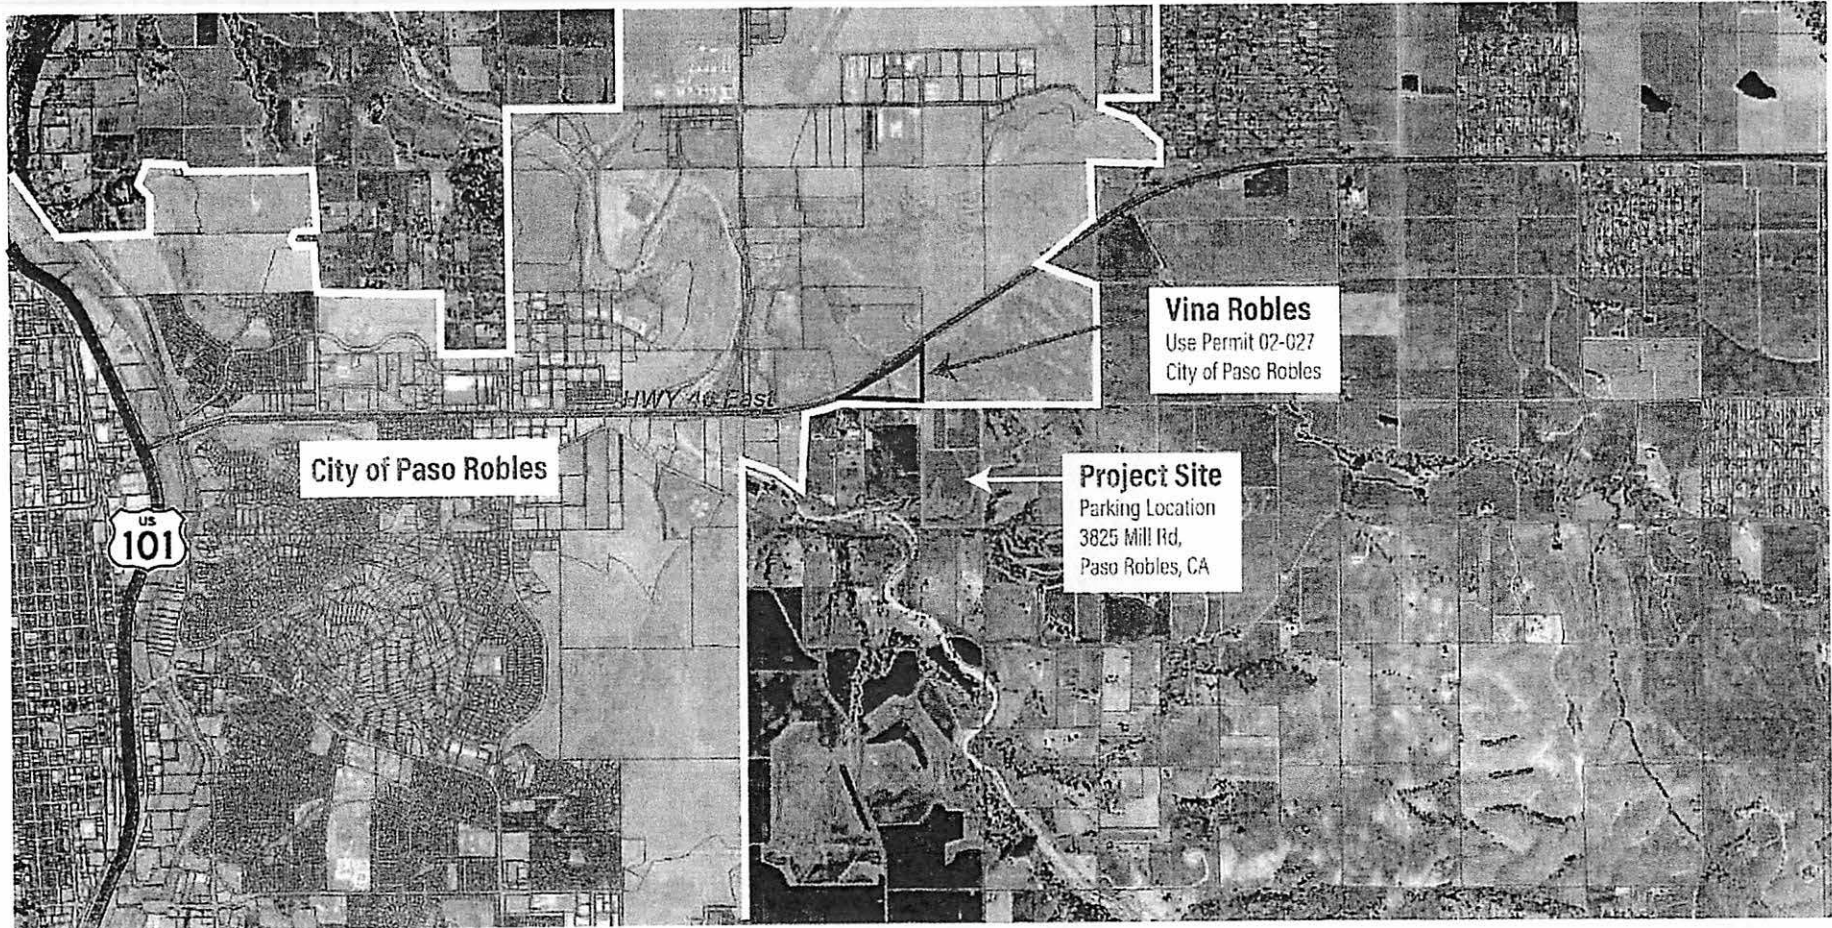 Vina Robles
Use Permit 02-027
City of Paso Robles
HWY 46 East
City of Paso Robles
Project Site
Parking Location
3825 Mill Rd,
Paso Robles, CA
US
101